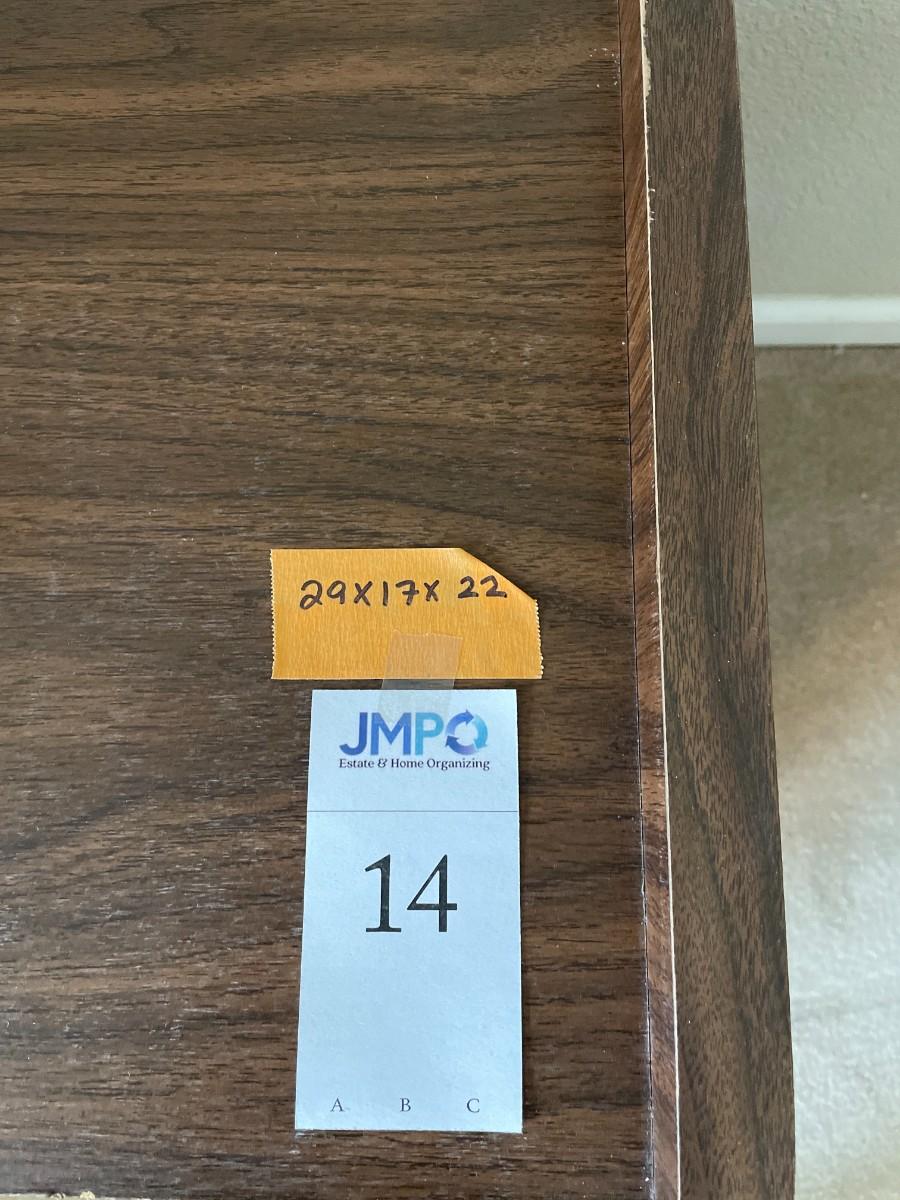 29X17X 22
JMPO
Estate & Home Organizing
14
A B C